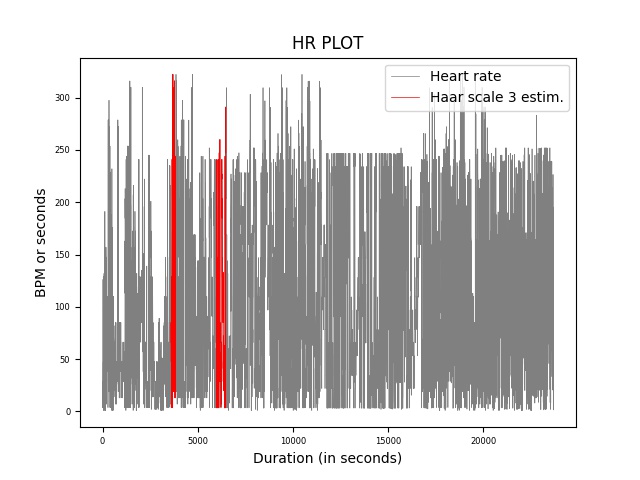 HR PLOT
Heart rate
Haar scale 3 estim.
BPM or seconds
300
250
200
150
100
50
0
0 5000 10000 15000 20000
Duration (in seconds)